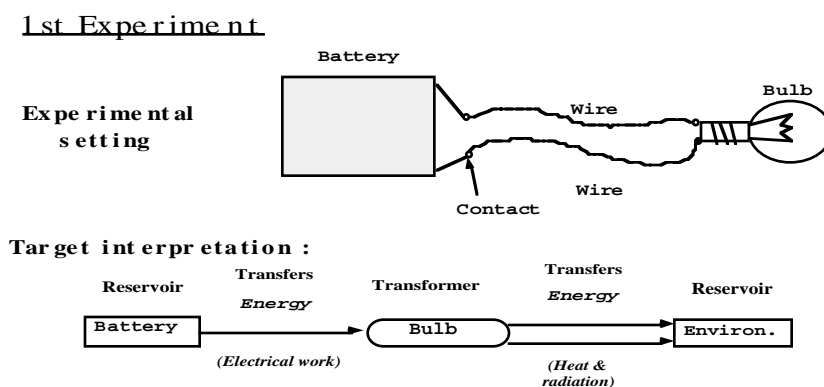 1st Experiment
Battery
Experimental
setting
Wire
Bulb
Wire
Contact
Target interpretation :
Reservoir
Transfers
Energy
Transformer
Transfers
Energy
Reservoir
Battery
Bulb
Environ.
(Electrical work)
(Heat &
radiation)